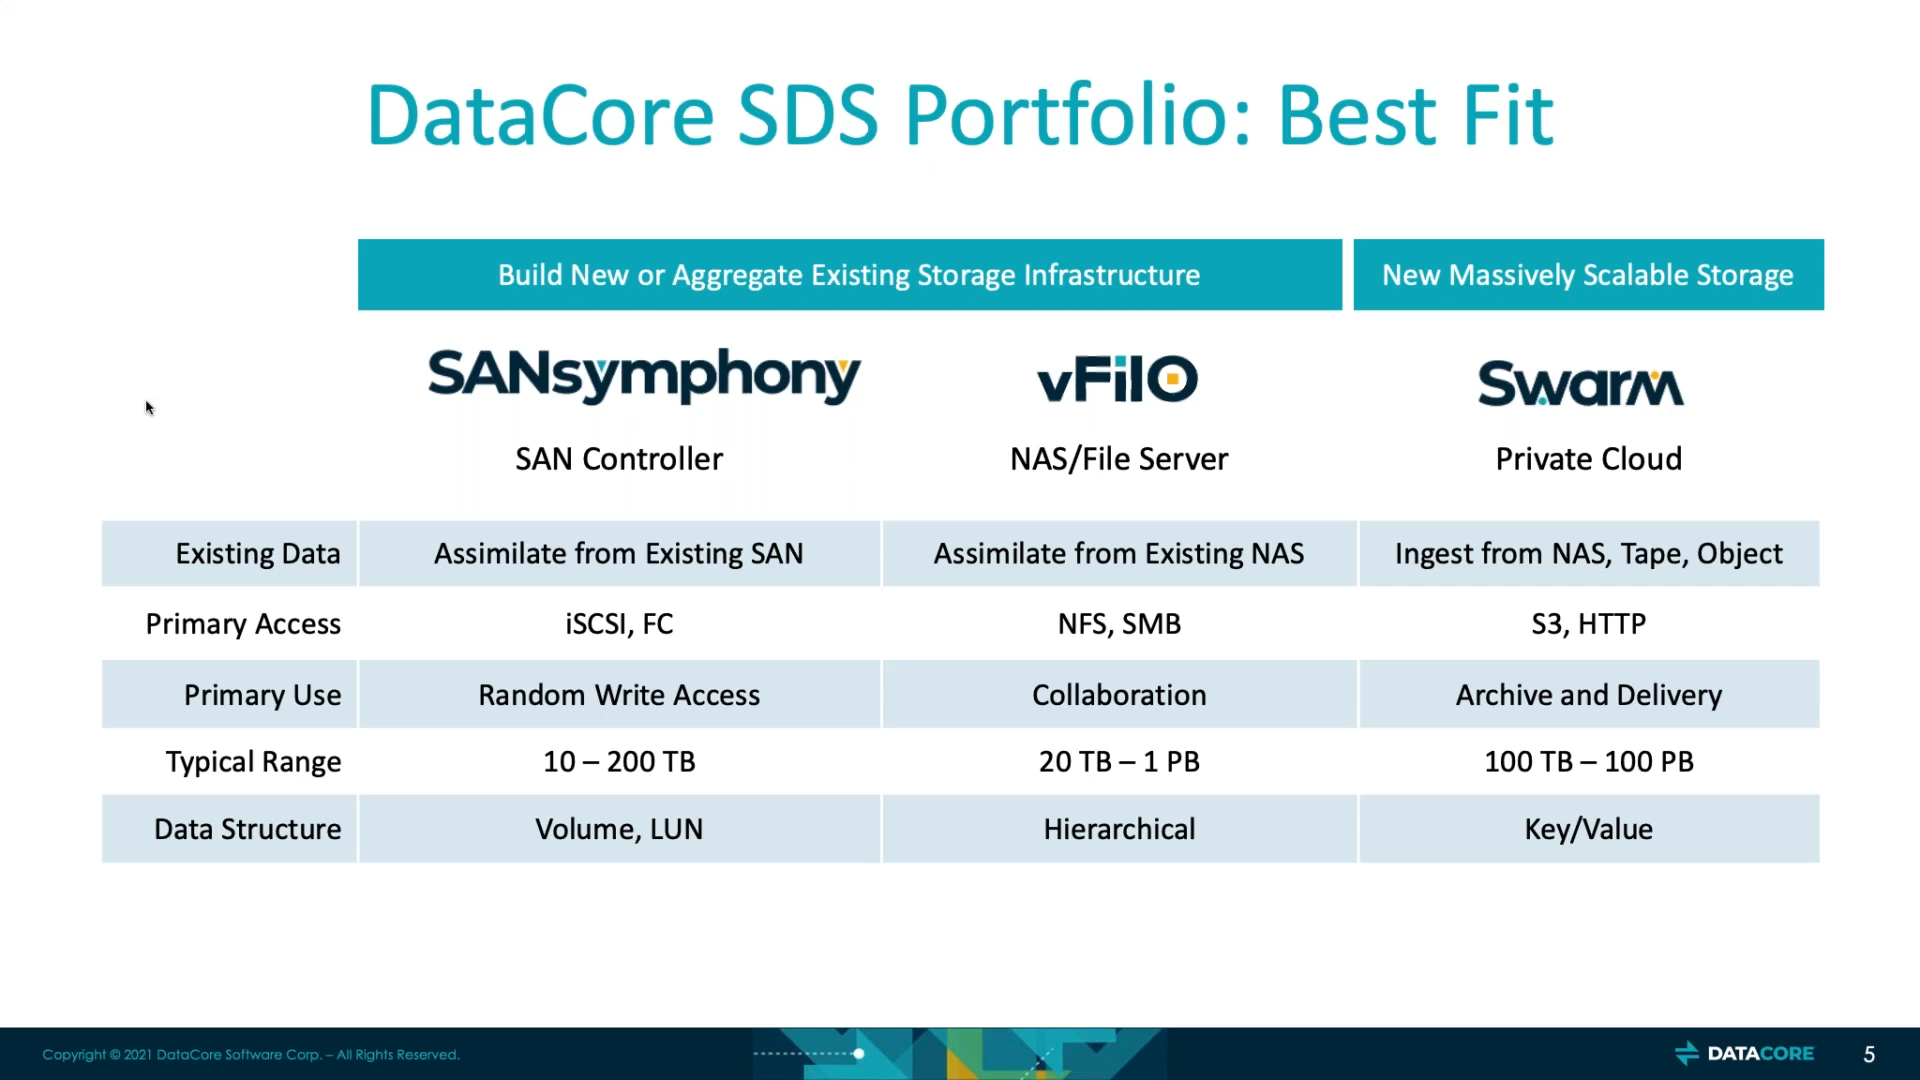 DataCore SDS Portfolio: Best Fit
Build New or Aggregate Existing Storage Infrastructure
New Massively Scalable Storage
SANsymphony
vFilO
Swarm
SAN Controller
NAS/File Server
Private Cloud
Existing Data
Assimilate from Existing SAN
Assimilate from Existing NAS
Ingest from NAS, Tape, Object
Primary Access
iSCSI, FC
NFS, SMB
S3, HTTP
Primary Use
Random Write Access
Collaboration
Archive and Delivery
Typical Range
10 – 200 TB
20 TB – 1 PB
100 TB – 100 PB
Data Structure
Volume, LUN
Hierarchical
Key/Value
Copyright © 2021 DataCore Software Corp. – All Rights Reserved.
DATACORE
5